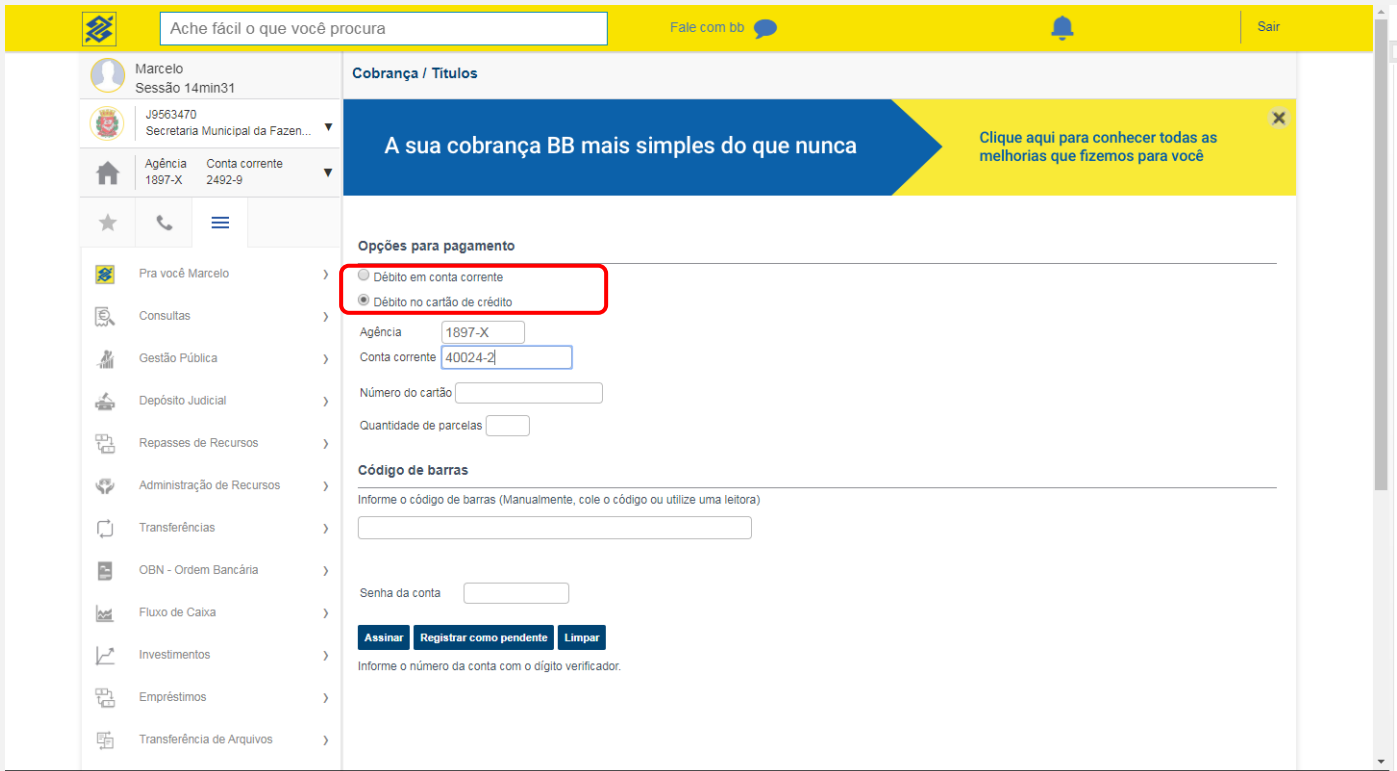 Ache fácil o que você procura
Fale com bb
Sair
Marcelo
Sessão 14min31
J9563470
Secretaria Municipal da Fazen...
Agência Conta corrente
1897-X 2492-9
Pra você Marcelo
Consultas
Gestão Pública
Depósito Judicial
Repasses de Recursos
Administração de Recursos
Transferências
OBN - Ordem Bancária
Fluxo de Caixa
Investimentos
Empréstimos
Transferência de Arquivos
Cobrança / Títulos
A sua cobrança BB mais simples do que nunca
Clique aqui para conhecer todas as
melhorias que fizemos para você
Opções para pagamento
Débito em conta corrente
Débito no cartão de crédito
Agência 1897-X
Conta corrente 40024-2
Número do cartão
Quantidade de parcelas
Código de barras
Informe o código de barras (Manualmente, cole o código ou utilize uma leitora)
Senha da conta
Assinar Registrar como pendente Limpar
Informe o número da conta com o dígito verificador.